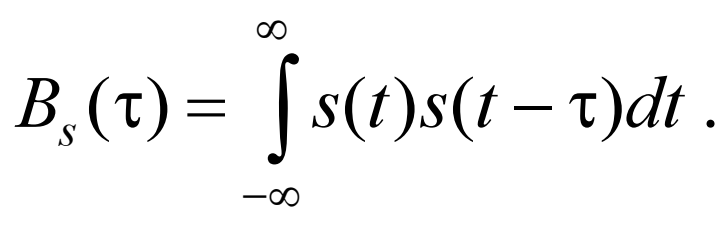 B_s(τ) = ∫_{−∞}^{∞} s(t)s(t − τ)dt .